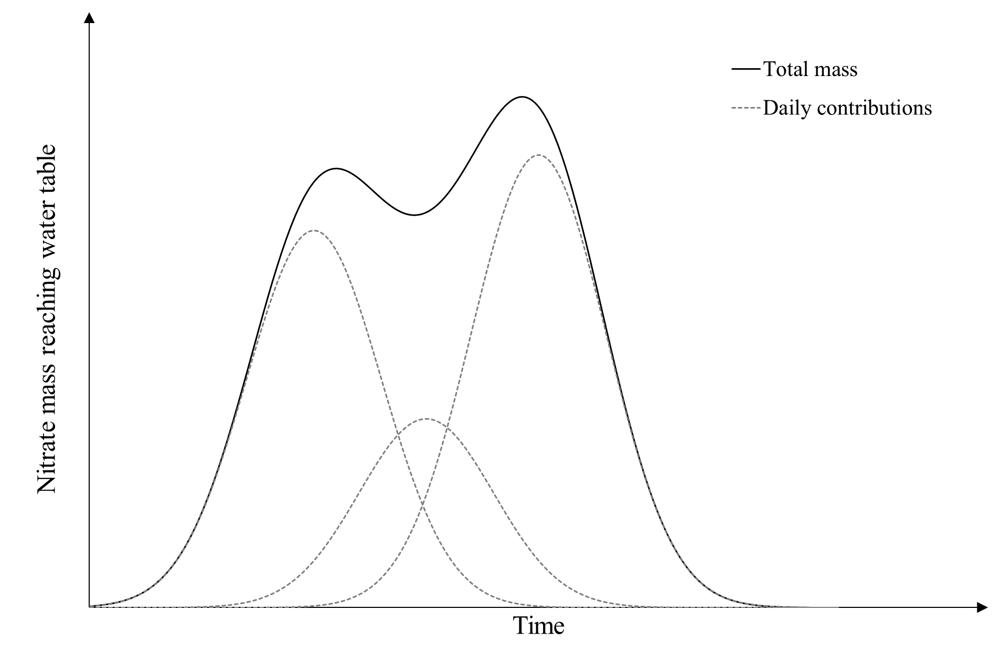 Total mass
Daily contributions
Nitrate mass reaching water table
Time